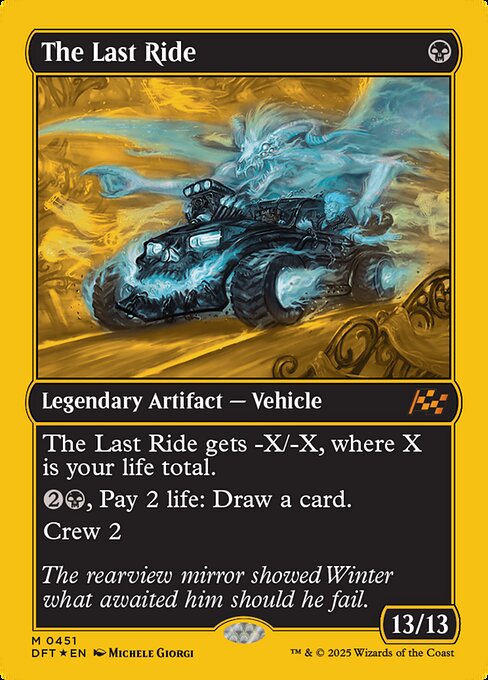 The Last Ride
Legendary Artifact — Vehicle
The Last Ride gets -X/-X, where X
is your life total.
2, Pay 2 life: Draw a card.
Crew 2
The rearview mirror showed Winter
what awaited him should he fail.
13/13
M 0451
DFT★EN Michele Giorgi
™ & © 2025 Wizards of the Coast